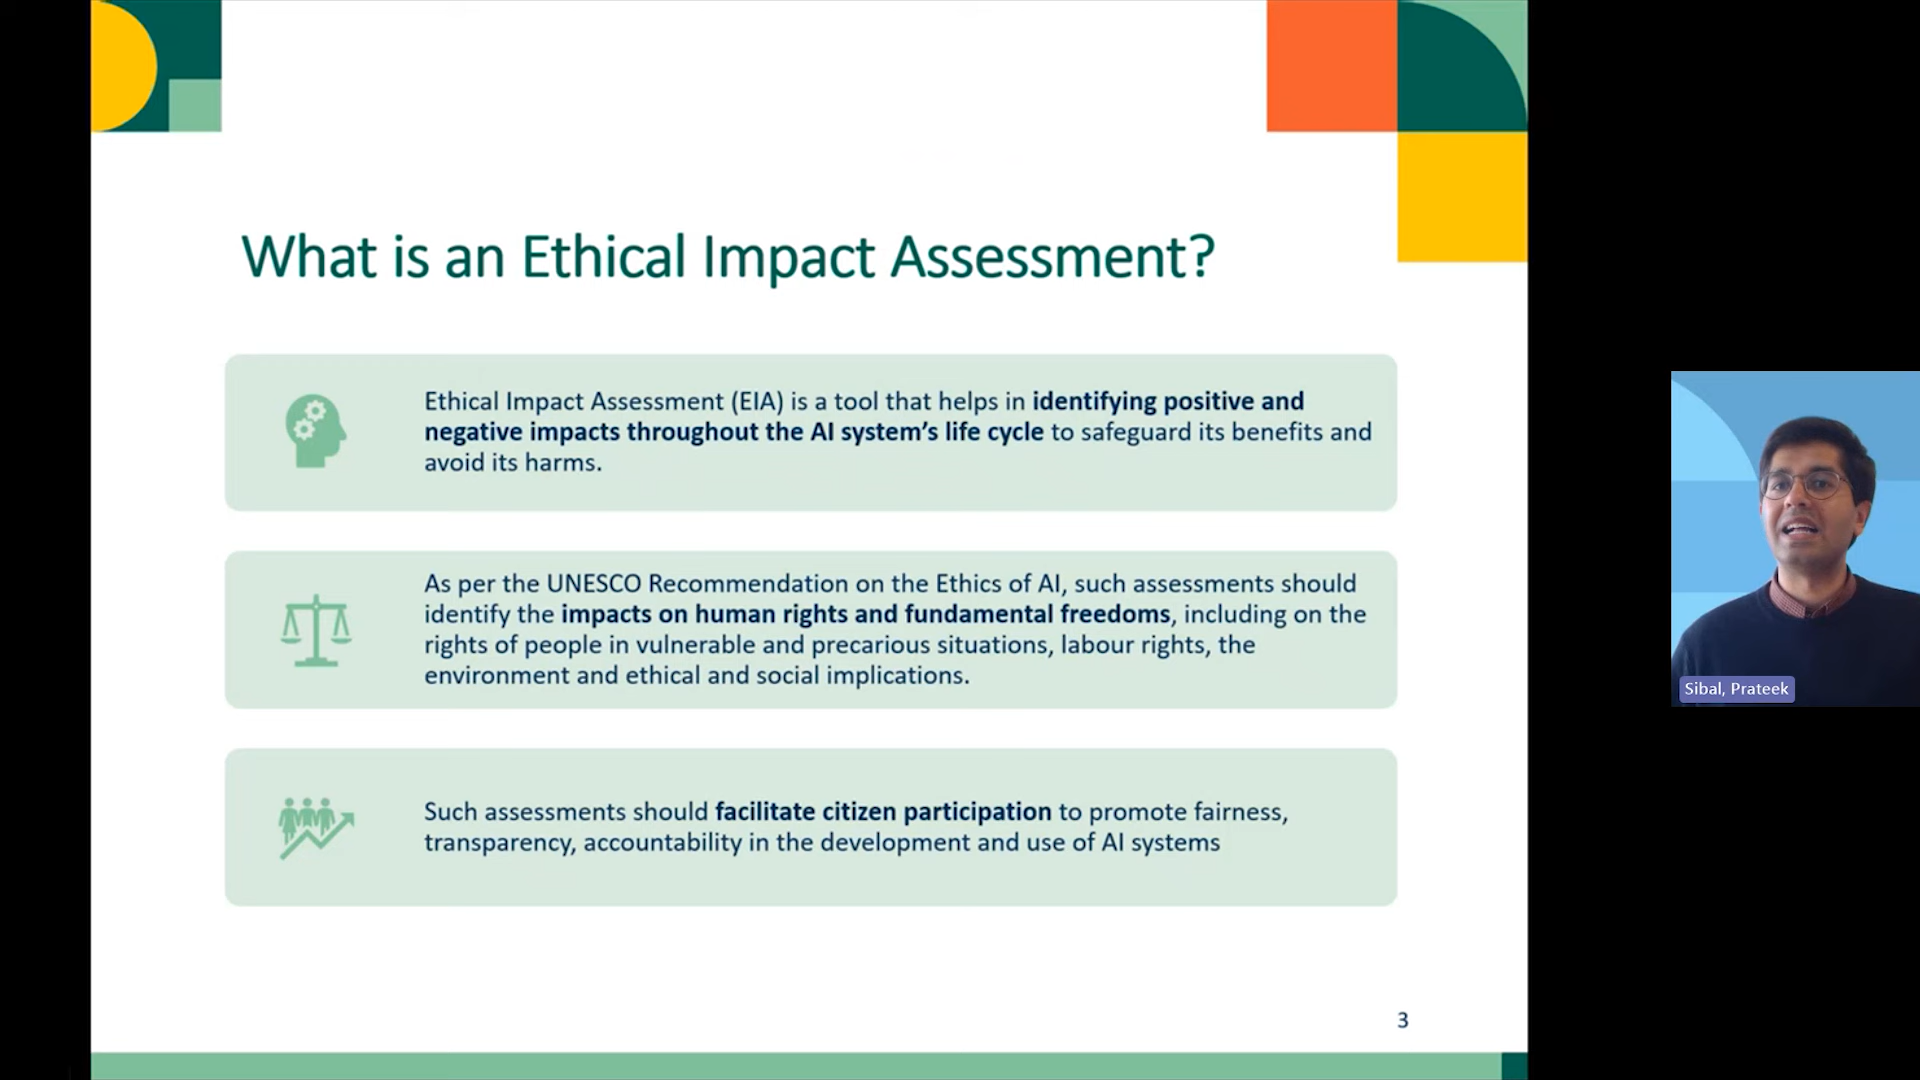 What is an Ethical Impact Assessment?
Ethical Impact Assessment (EIA) is a tool that helps in identifying positive and
negative impacts throughout the AI system’s life cycle to safeguard its benefits and
avoid its harms.
As per the UNESCO Recommendation on the Ethics of AI, such assessments should
identify the impacts on human rights and fundamental freedoms, including on the
rights of people in vulnerable and precarious situations, labour rights, the
environment and ethical and social implications.
Such assessments should facilitate citizen participation to promote fairness,
transparency, accountability in the development and use of AI systems
3
Sibal, Prateek